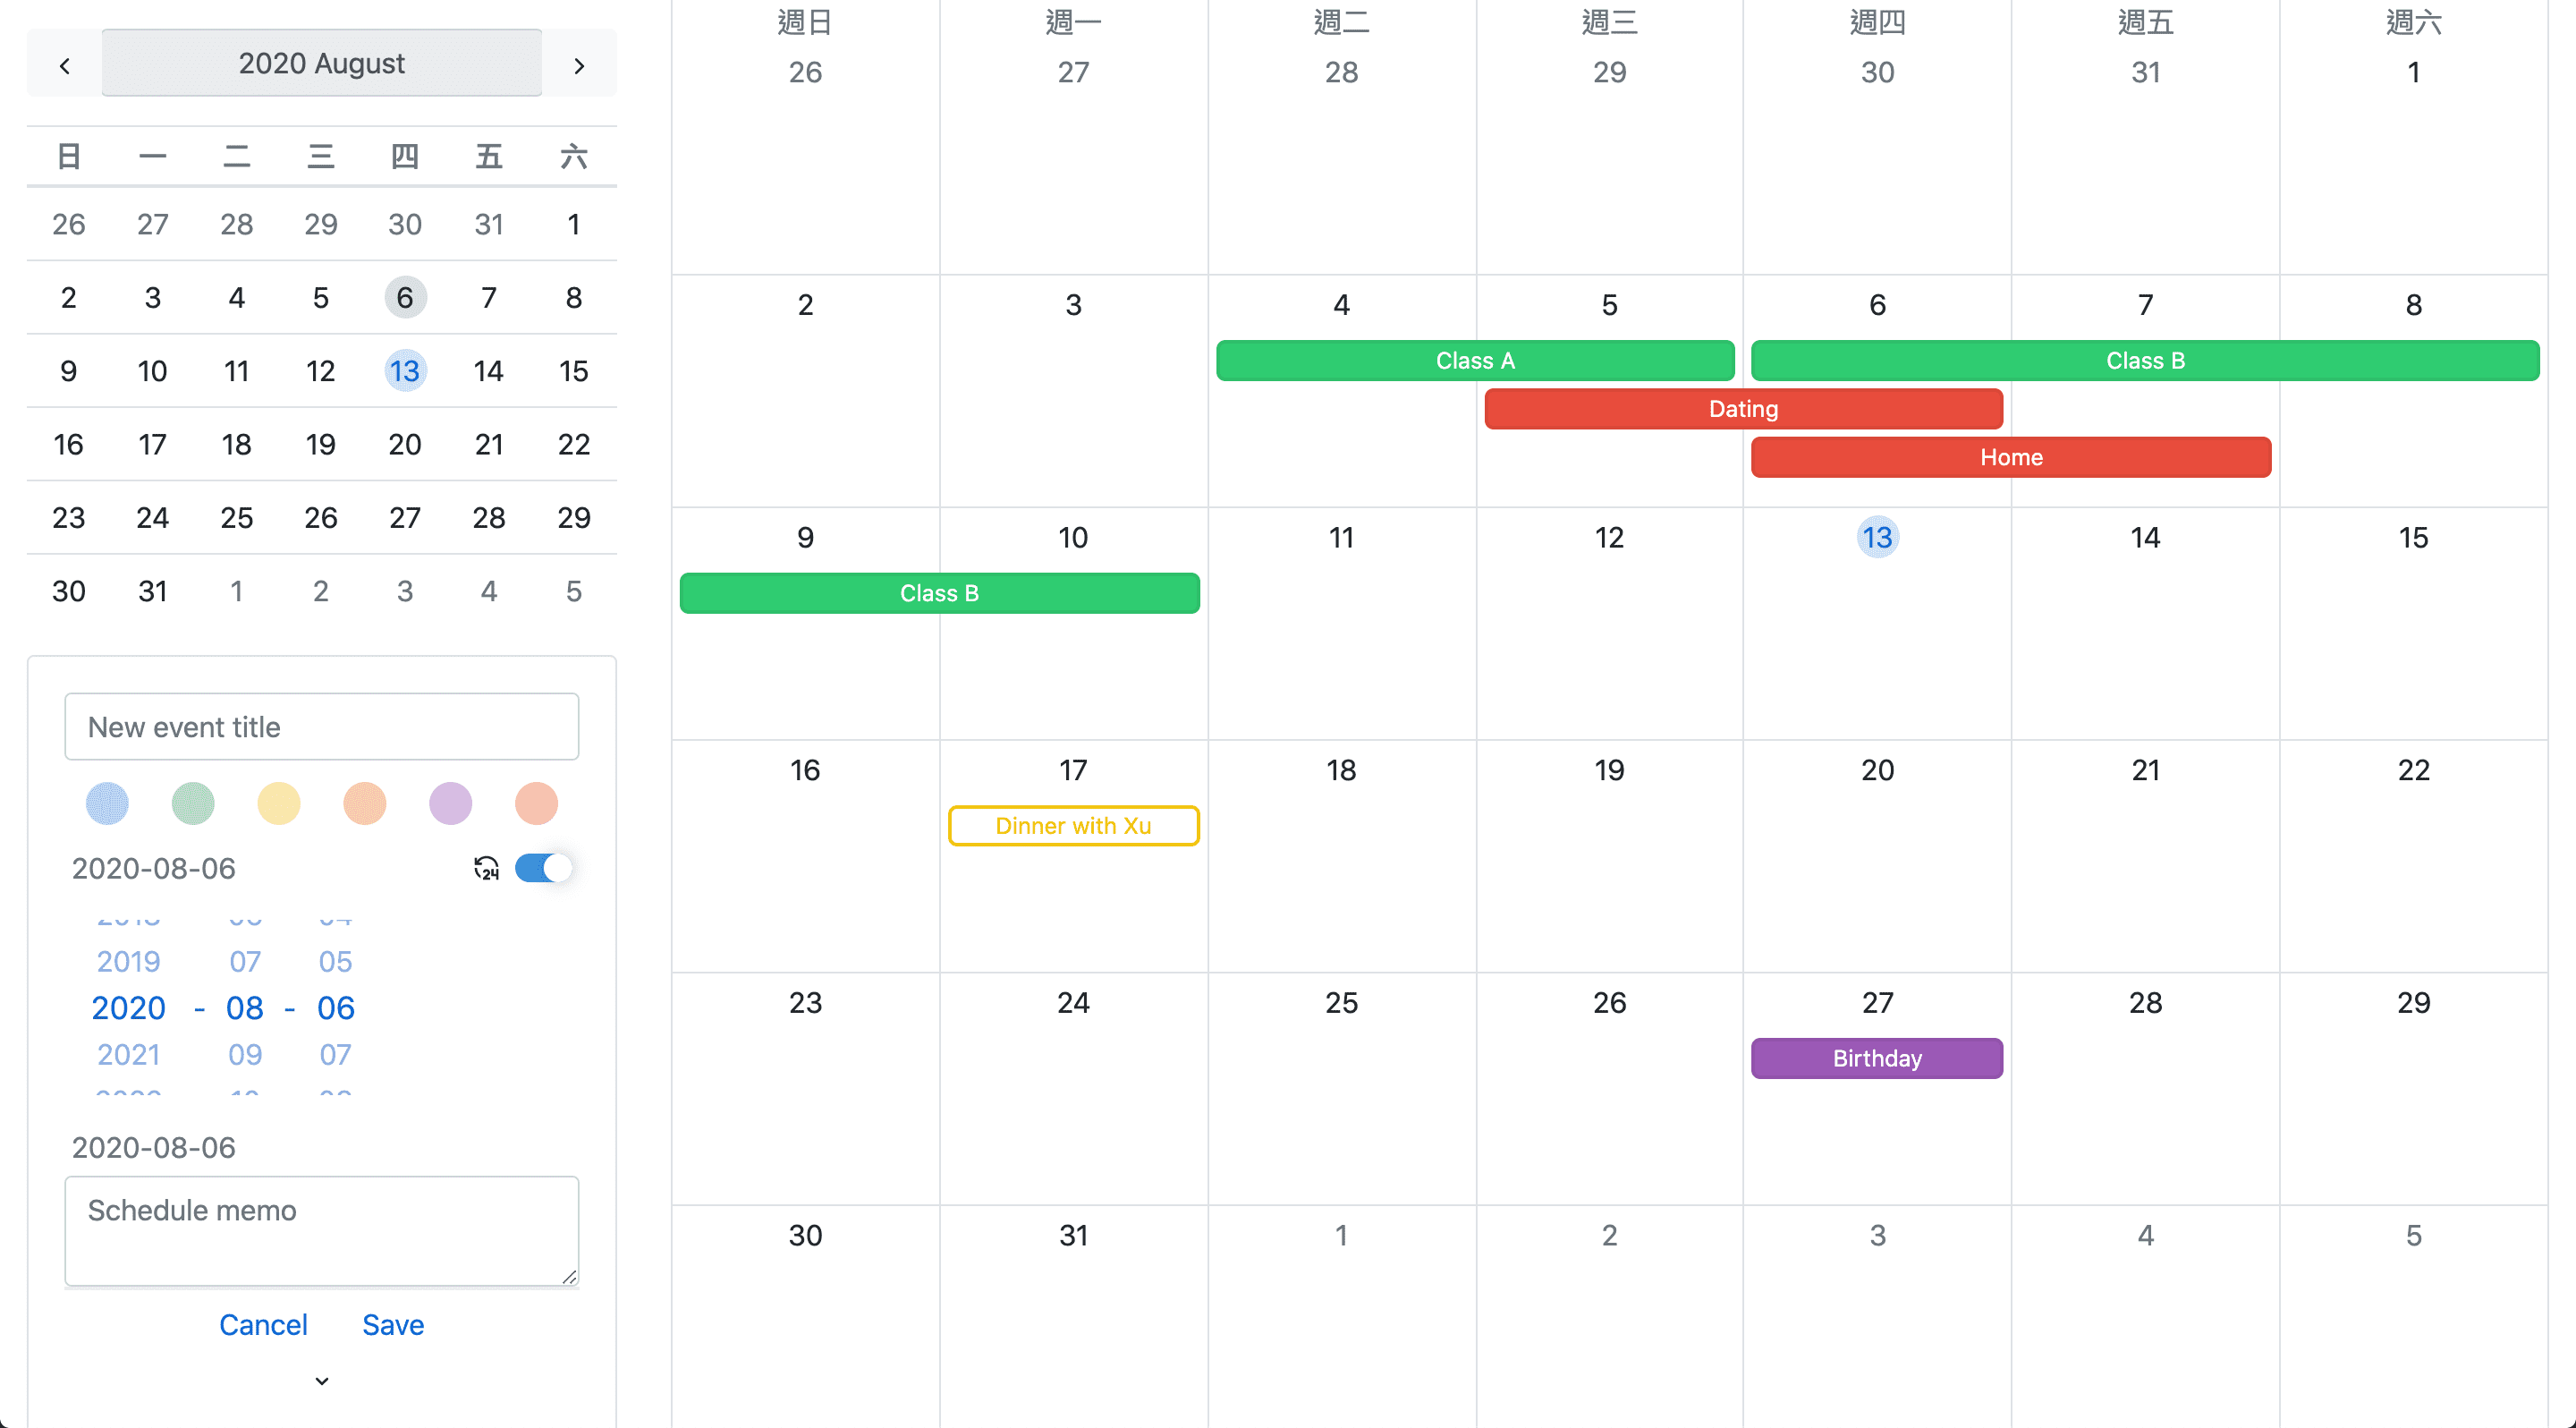 2020 August
日 一 二 三 四 五 六
26 27 28 29 30 31 1
2 3 4 5 6 7 8
9 10 11 12 13 14 15
16 17 18 19 20 21 22
23 24 25 26 27 28 29
30 31 1 2 3 4 5
New event title
2020-08-06
24
2019 07 05
2020 - 08 - 06
2021 09 07
2020-08-06
Schedule memo
Cancel Save
週日 週一 週二 週三 週四 週五 週六
26 27 28 29 30 31 1
2 3 4 5 6 7 8
Class A Class B
Dating
Home
9 10 11 12 13 14 15
Class B
16 17 18 19 20 21 22
Dinner with Xu
23 24 25 26 27 28 29
Birthday
30 31 1 2 3 4 5